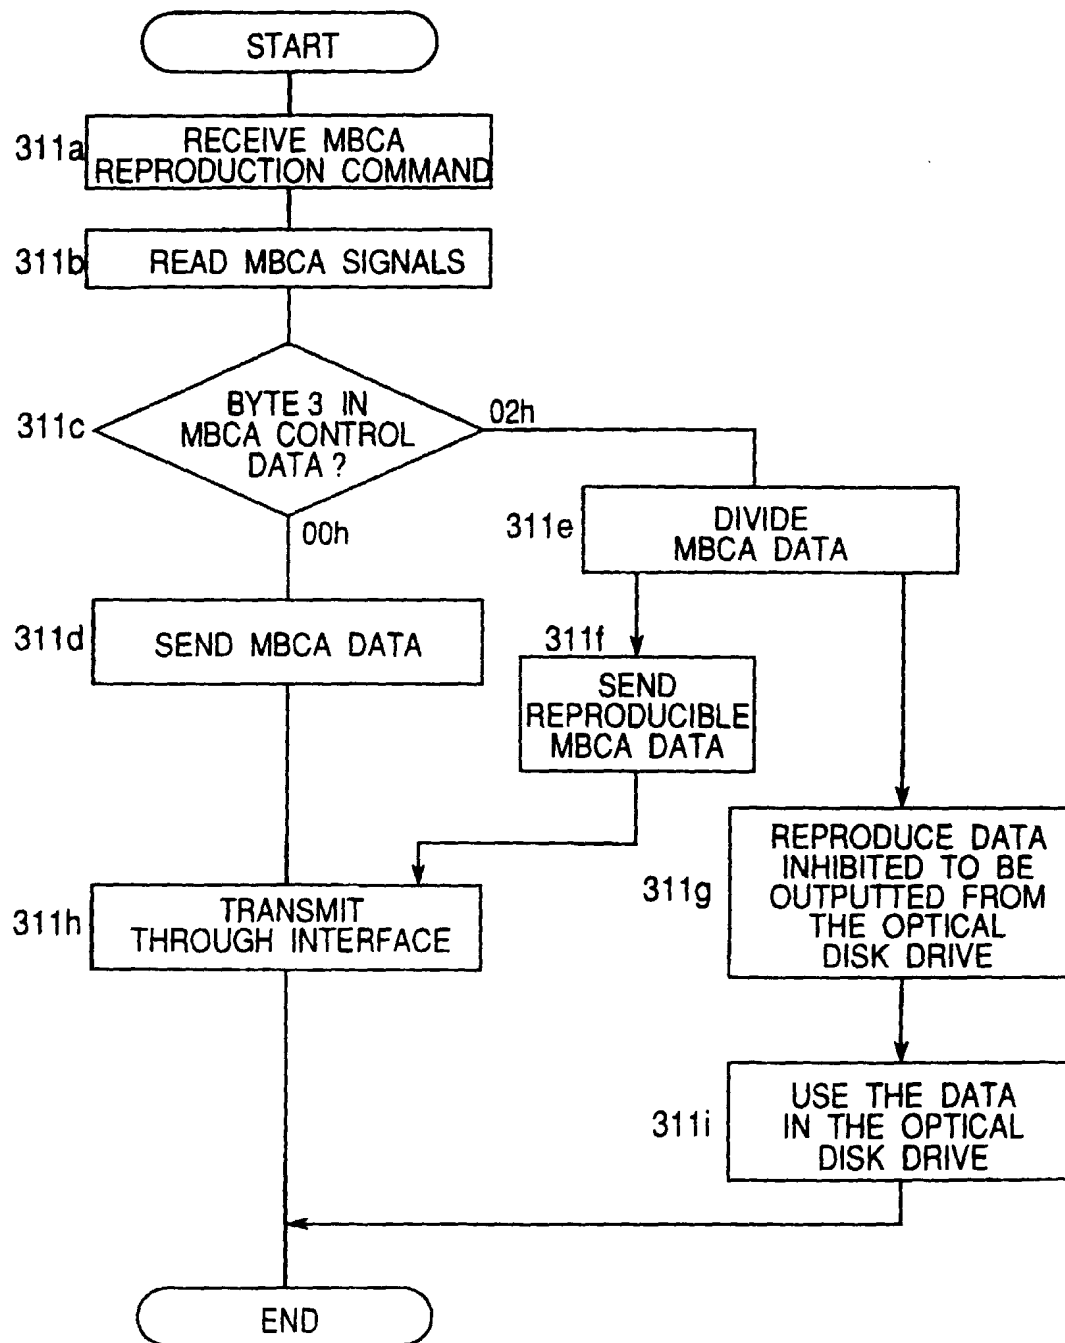 START
311a
RECEIVE MBCA
REPRODUCTION COMMAND
311b
READ MBCA SIGNALS
311c
BYTE 3 IN
MBCA CONTROL
DATA ?
02h
00h
311e
DIVIDE
MBCA DATA
311d
SEND MBCA DATA
311f
SEND
REPRODUCIBLE
MBCA DATA
311g
REPRODUCE DATA
INHIBITED TO BE
OUTPUTTED FROM
THE OPTICAL
DISK DRIVE
311h
TRANSMIT
THROUGH INTERFACE
311i
USE THE DATA
IN THE OPTICAL
DISK DRIVE
END